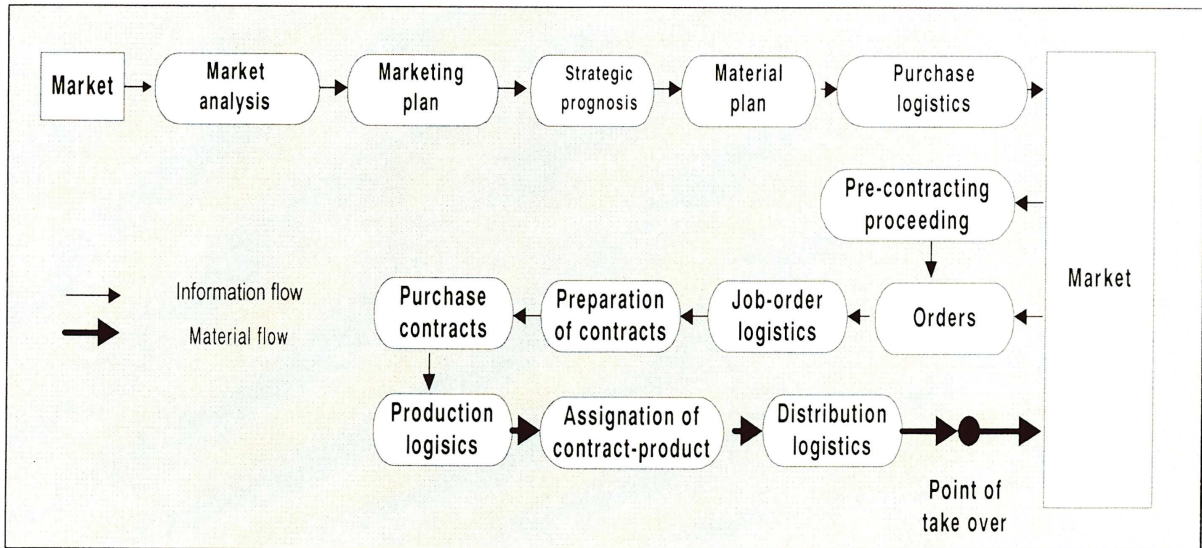 Market
Market
analysis
Marketing
plan
Strategic
prognosis
Material
plan
Purchase
logistics
Pre-contracting
proceeding
Market
Information flow
Material flow
Purchase
contracts
Preparation
of contracts
Job-order
logistics
Orders
Production
logisics
Assignation of
contract-product
Distribution
logistics
Point of
take over